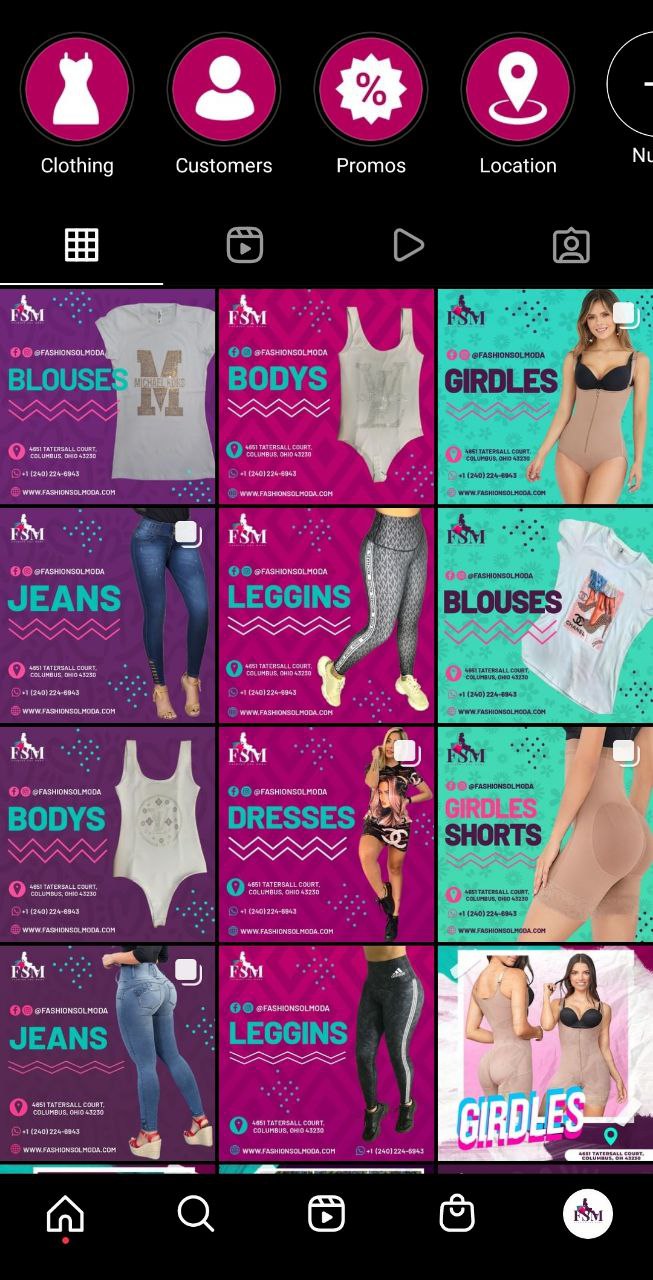 Clothing
Customers
Promos
Location
Nu
FSM
@FASHIONSOLMODA
BLOUSES
MICHAEL KORS
M
4651 TATERSALL COURT,
COLUMBUS, OHIO 43230
+1 (240) 224-6943
WWW.FASHIONSOLMODA.COM
FSM
@FASHIONSOLMODA
BODYS
4651 TATERSALL COURT,
COLUMBUS, OHIO 43230
+1 (240) 224-6943
WWW.FASHIONSOLMODA.COM
FSM
@FASHIONSOLMODA
GIRDLES
4651 TATERSALL COURT,
COLUMBUS, OHIO 43230
+1 (240) 224-6943
WWW.FASHIONSOLMODA.COM
FSM
@FASHIONSOLMODA
JEANS
4651 TATERSALL COURT,
COLUMBUS, OHIO 43230
+1 (240) 224-6943
WWW.FASHIONSOLMODA.COM
FSM
@FASHIONSOLMODA
LEGGINS
4651 TATERSALL COURT,
COLUMBUS, OHIO 43230
+1 (240) 224-6943
WWW.FASHIONSOLMODA.COM
FSM
@FASHIONSOLMODA
BLOUSES
CHANEL
4651 TATERSALL COURT,
COLUMBUS, OHIO 43230
+1 (240) 224-6943
WWW.FASHIONSOLMODA.COM
FSM
@FASHIONSOLMODA
BODYS
4651 TATERSALL COURT,
COLUMBUS, OHIO 43230
+1 (240) 224-6943
WWW.FASHIONSOLMODA.COM
FSM
@FASHIONSOLMODA
DRESSES
4651 TATERSALL COURT,
COLUMBUS, OHIO 43230
+1 (240) 224-6943
WWW.FASHIONSOLMODA.COM
FSM
@FASHIONSOLMODA
GIRDLES
SHORTS
4651 TATERSALL COURT,
COLUMBUS, OHIO 43230
+1 (240) 224-6943
WWW.FASHIONSOLMODA.COM
FSM
@FASHIONSOLMODA
JEANS
4651 TATERSALL COURT,
COLUMBUS, OHIO 43230
+1 (240) 224-6943
WWW.FASHIONSOLMODA.COM
FSM
@FASHIONSOLMODA
LEGGINS
adidas
4651 TATERSALL COURT,
COLUMBUS, OHIO 43230
WWW.FASHIONSOLMODA.COM +1 (240) 224-6943
GIRDLES
4651 TATERSALL COURT,
COLUMBUS, OH 43230
FSM